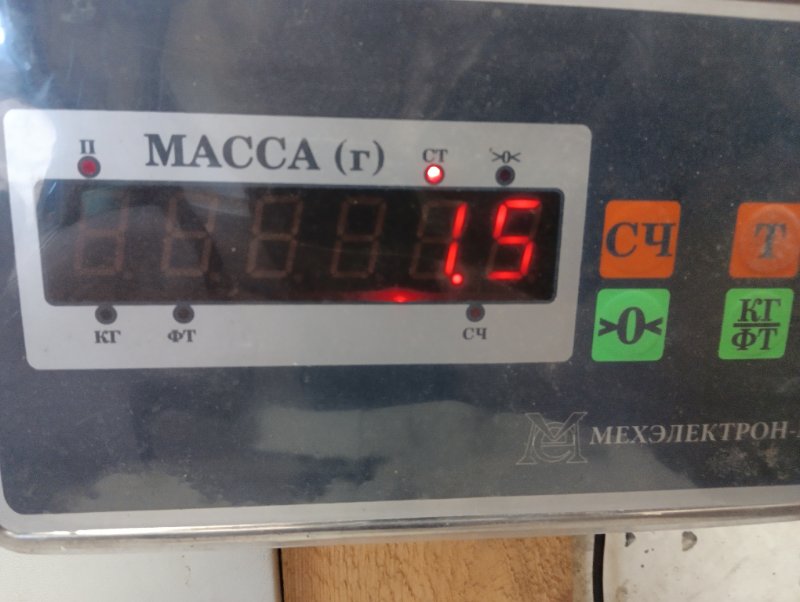 П МАССА (г) СТ >0<
1.5
КГ ФТ СЧ
СЧ Т
>0< КГ
ФТ
МЕХЭЛЕКТРОН-